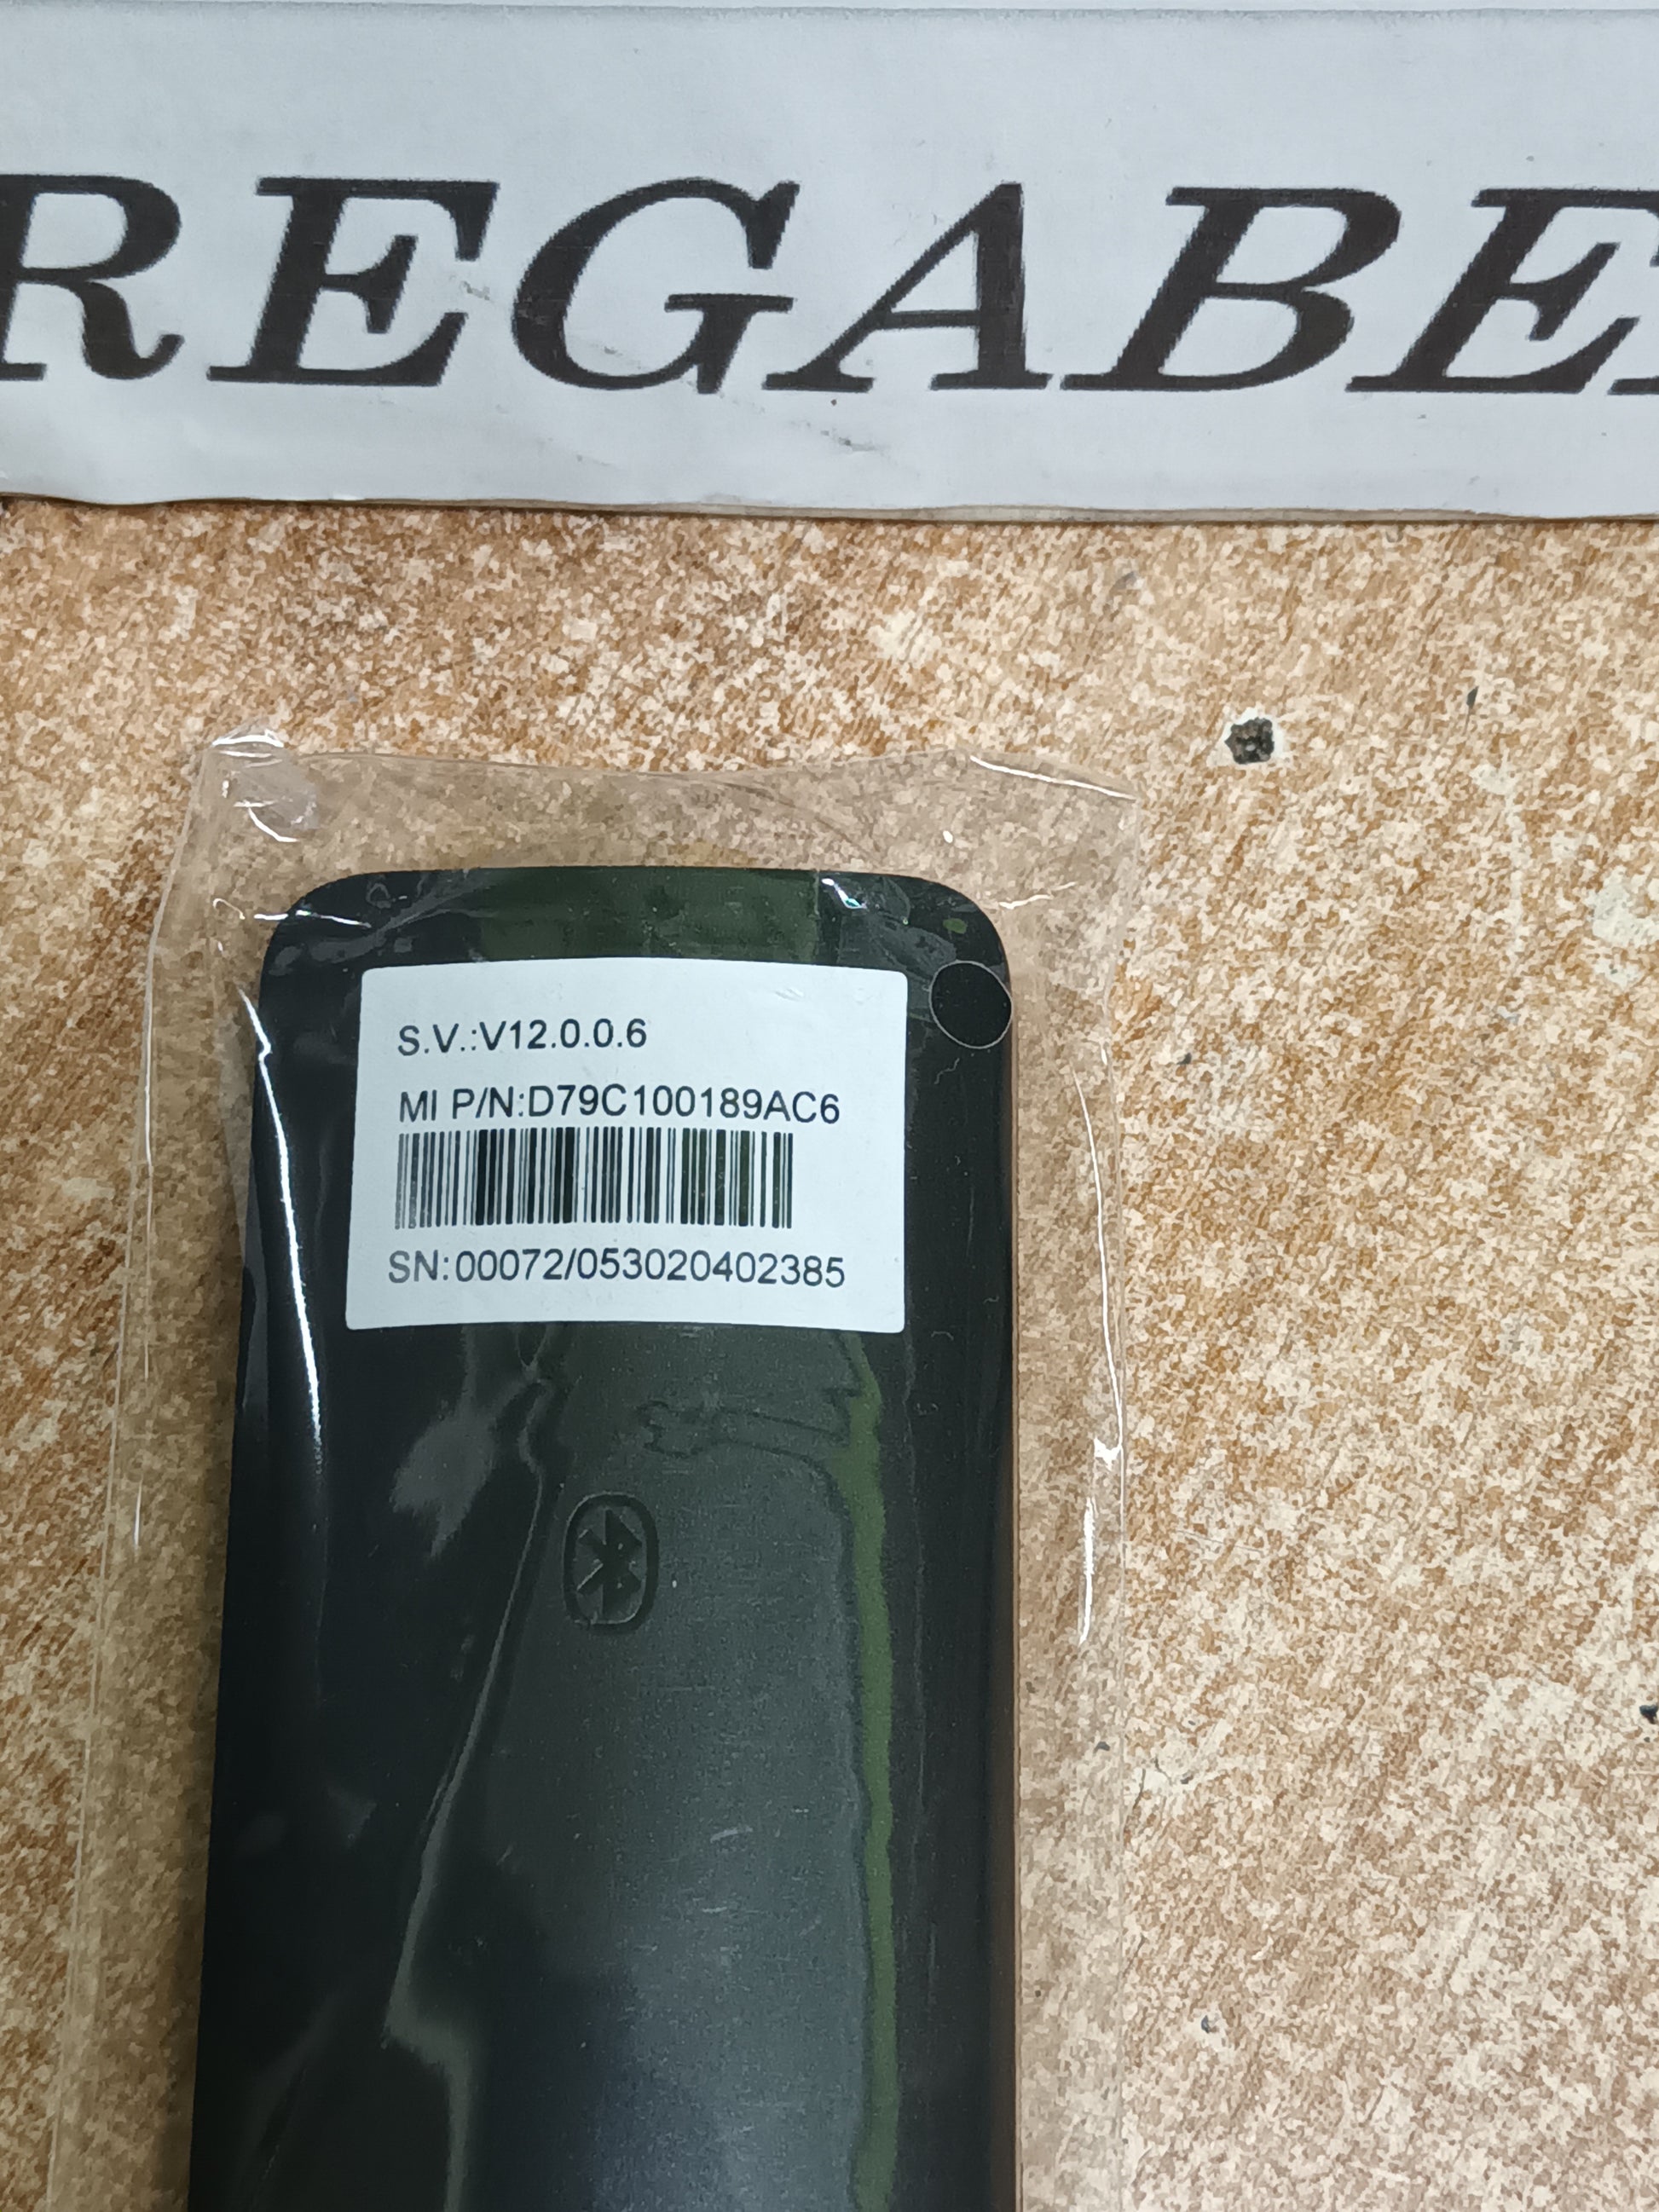 REGABE
S.V.:V12.0.0.6
MI P/N:D79C100189AC6
SN:00072/053020402385